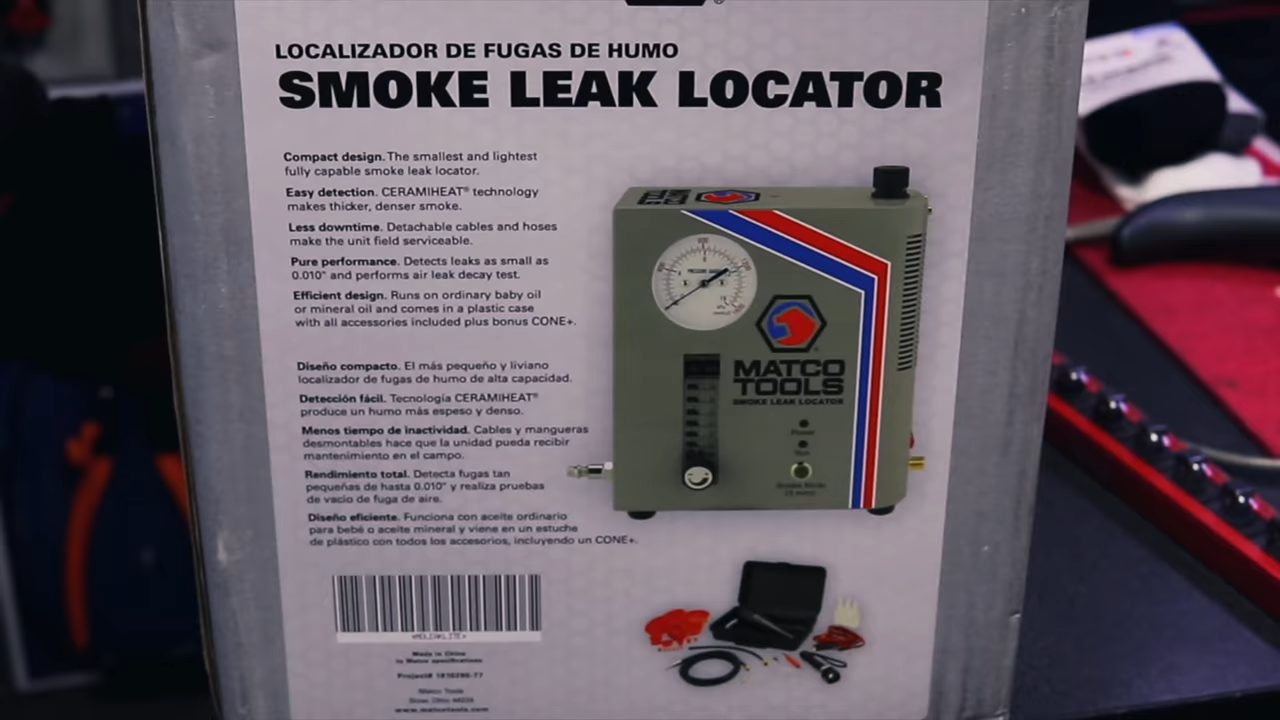 LOCALIZADOR DE FUGAS DE HUMO
SMOKE LEAK LOCATOR
Compact design. The smallest and lightest
fully capable smoke leak locator.
Easy detection. CERAMIHEAT® technology
makes thicker, denser smoke.
Less downtime. Detachable cables and hoses
make the unit field serviceable.
Pure performance. Detects leaks as small as
0.010" and performs air leak decay test.
Efficient design. Runs on ordinary baby oil
or mineral oil and comes in a plastic case
with all accessories included plus bonus CONE+.
Diseño compacto. El más pequeño y liviano
localizador de fugas de humo de alta capacidad.
Detección fácil. Tecnología CERAMIHEAT®
produce un humo más espeso y denso.
Menos tiempo de inactividad. Cables y mangueras
desmontables hace que la unidad pueda recibir
mantenimiento en el campo.
Rendimiento total. Detecta fugas tan
pequeñas de hasta 0.010" y realiza pruebas
de vacio de fuga de aire.
Diseño eficiente. Funciona con aceite ordinario
para bebé o aceite mineral y viene en un estuche
de plástico con todos los accesorios, incluyendo un CONE+.
MATCO
TOOLS
SMOKE LEAK LOCATOR
Power
Made in China
to Matco specifications
Matco Tools
Stow, Ohio 44224
www.matcotools.com